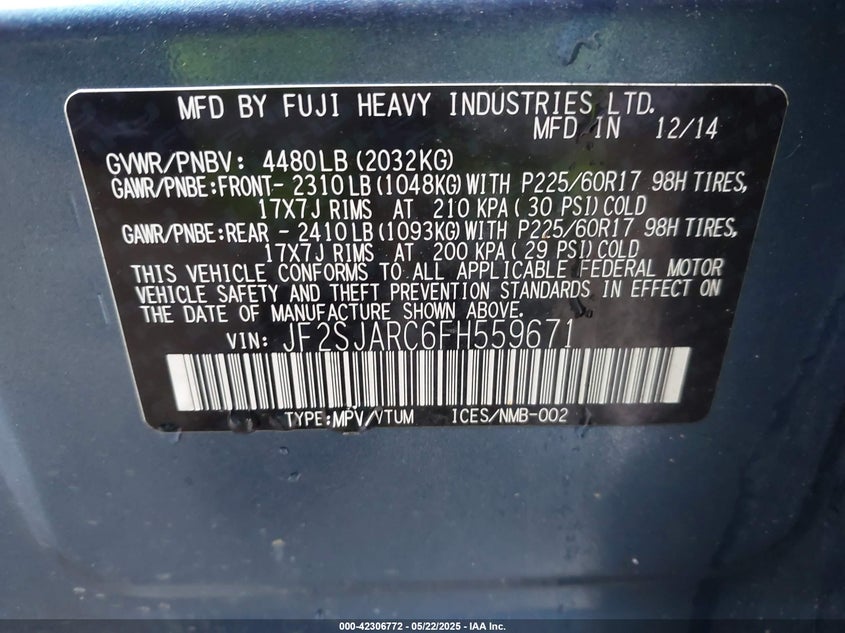 MFD BY FUJI HEAVY INDUSTRIES LTD.
MFD IN 12/14
GVWR/PNBV: 4480LB (2032KG)
GAWR/PNBE:FRONT- 2310LB (1048KG) WITH P225/60R17 98H TIRES,
17X7J RIMS AT 210 KPA ( 30 PSI) COLD
GAWR/PNBE:REAR - 2410LB (1093KG) WITH P225/60R17 98H TIRES,
17X7J RIMS AT 200 KPA ( 29 PSI) COLD
THIS VEHICLE CONFORMS TO ALL APPLICABLE FEDERAL MOTOR
VEHICLE SAFETY AND THEFT PREVENTION STANDARDS IN EFFECT ON
THE DATE OF MANUFACTURE SHOWN ABOVE.
VIN: JF2SJARC6FH559671
TYPE:MPV/VTUM ICES/NMB-002
000-42306772 - 05/22/2025 - IAA Inc.